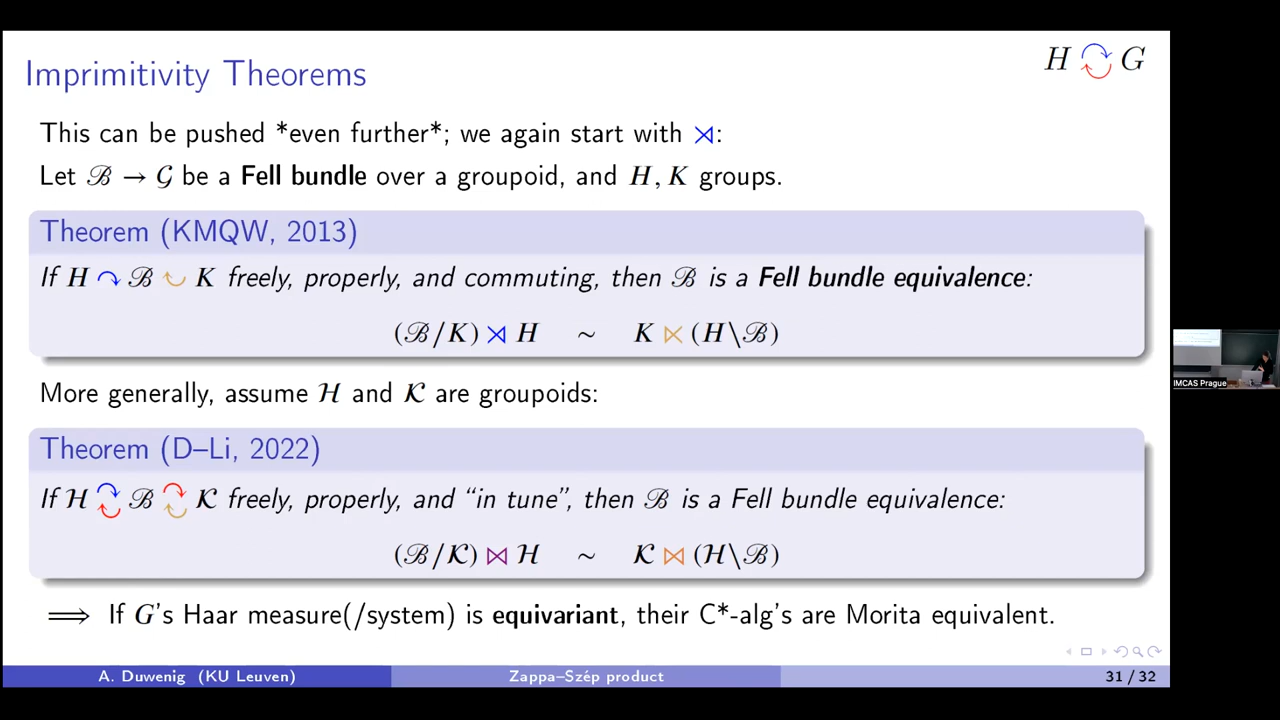 Imprimitivity Theorems
H ↷ G
This can be pushed *even further*; we again start with ⋊:
Let ℬ → 𝒢 be a Fell bundle over a groupoid, and H, K groups.
Theorem (KMQW, 2013)
If H ↷ ℬ ↶ K freely, properly, and commuting, then ℬ is a Fell bundle equivalence:
(ℬ/K) ⋊ H ~ K ⋉ (H\ℬ)
More generally, assume ℋ and 𝒦 are groupoids:
Theorem (D–Li, 2022)
If ℋ ↷ ℬ ↶ 𝒦 freely, properly, and “in tune”, then ℬ is a Fell bundle equivalence:
(ℬ/𝒦) ⋈ ℋ ~ 𝒦 ⋈ (ℋ\ℬ)
⟹ If G's Haar measure(/system) is equivariant, their C*-alg's are Morita equivalent.
A. Duwenig (KU Leuven) Zappa–Szép product 31 / 32
IMCAS Prague